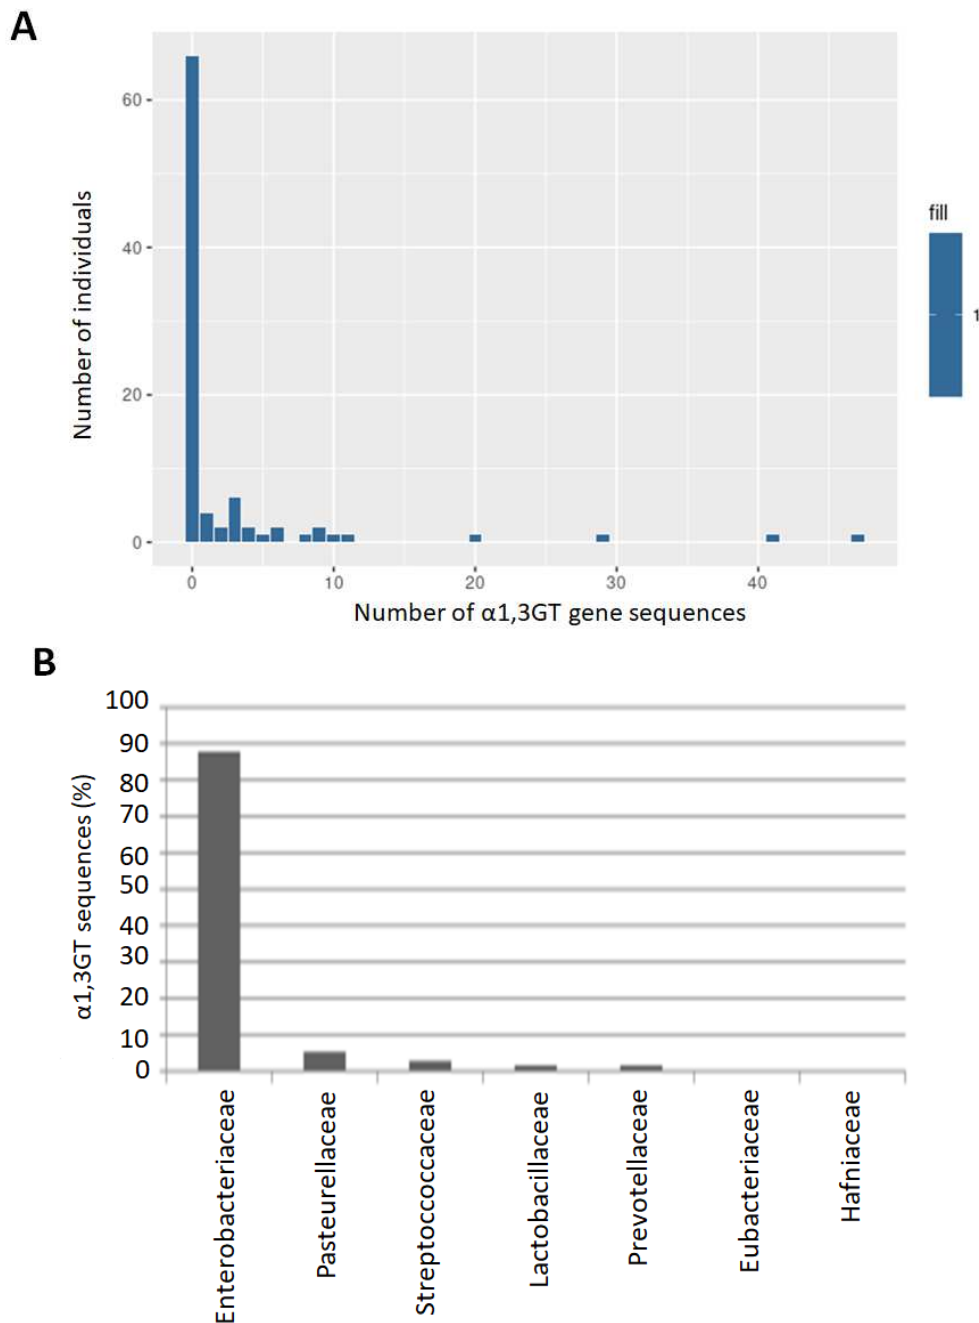 A
60
40
20
0
Number of individuals
0 10 20 30 40
Number of α1,3GT gene sequences
fill
1
B
100
90
80
70
60
50
40
30
20
10
0
α1,3GT sequences (%)
Enterobacteriaceae
Pasteurellaceae
Streptoccoccaceae
Lactobacillaceae
Prevotellaceae
Eubacteriaceae
Hafniaceae